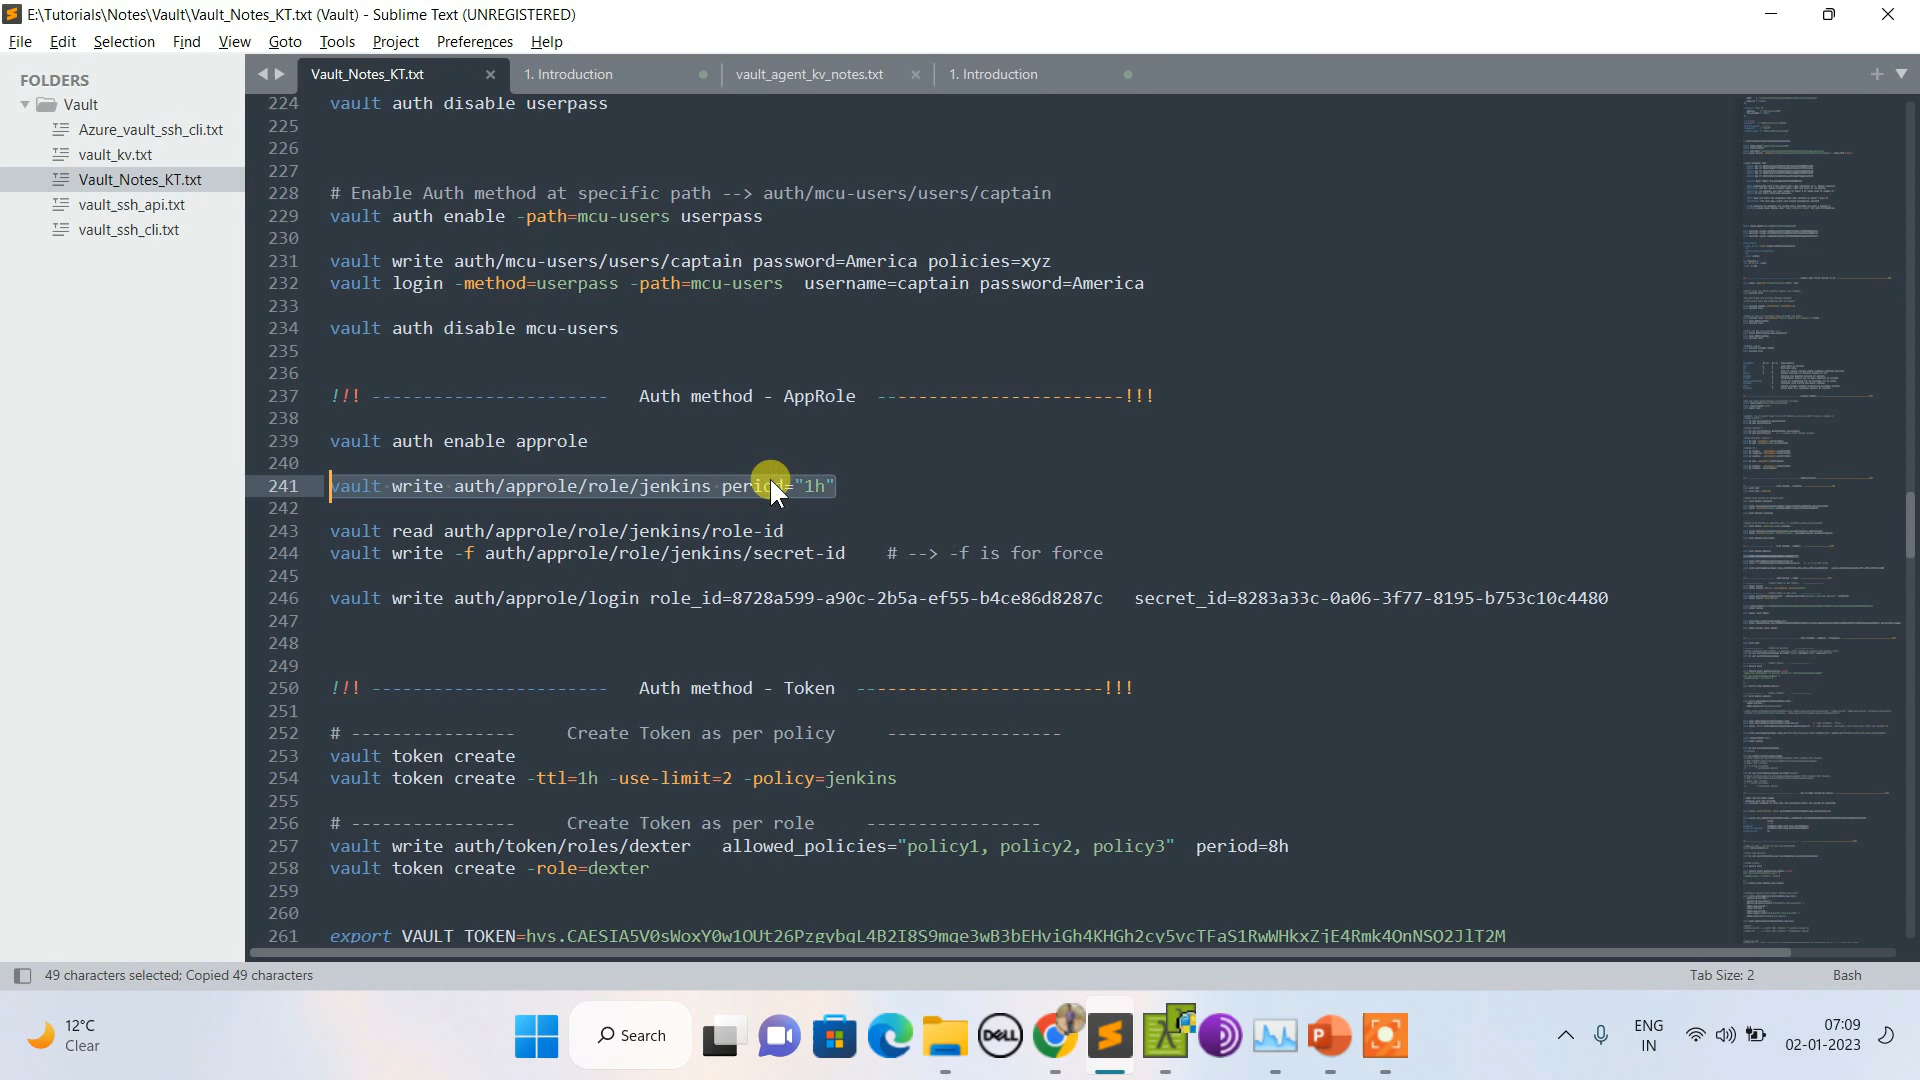 E:\Tutorials\Notes\Vault\Vault_Notes_KT.txt (Vault) - Sublime Text (UNREGISTERED)
File Edit Selection Find View Goto Tools Project Preferences Help
FOLDERS
Vault
Azure_vault_ssh_cli.txt
vault_kv.txt
Vault_Notes_KT.txt
vault_ssh_api.txt
vault_ssh_cli.txt
Vault_Notes_KT.txt 1. Introduction vault_agent_kv_notes.txt 1. Introduction
224 vault auth disable userpass
225
226
227
228 # Enable Auth method at specific path --> auth/mcu-users/users/captain
229 vault auth enable -path=mcu-users userpass
230
231 vault write auth/mcu-users/users/captain password=America policies=xyz
232 vault login -method=userpass -path=mcu-users username=captain password=America
233
234 vault auth disable mcu-users
235
236
237 !!! ----------------------- Auth method - AppRole ------------------------!!!
238
239 vault auth enable approle
240
241 vault write auth/approle/role/jenkins period="1h"
242
243 vault read auth/approle/role/jenkins/role-id
244 vault write -f auth/approle/role/jenkins/secret-id # --> -f is for force
245
246 vault write auth/approle/login role_id=8728a599-a90c-2b5a-ef55-b4ce86d8287c secret_id=8283a33c-0a06-3f77-8195-b753c10c4480
247
248
249
250 !!! ----------------------- Auth method - Token ------------------------!!!
251
252 # ---------------- Create Token as per policy -----------------
253 vault token create
254 vault token create -ttl=1h -use-limit=2 -policy=jenkins
255
256 # ---------------- Create Token as per role -----------------
257 vault write auth/token/roles/dexter allowed_policies="policy1, policy2, policy3" period=8h
258 vault token create -role=dexter
259
260
261 export VAULT_TOKEN=
49 characters selected; Copied 49 characters
Tab Size: 2
Bash
12°C
Clear
Search
DELL
ENG
IN
07:09
02-01-2023